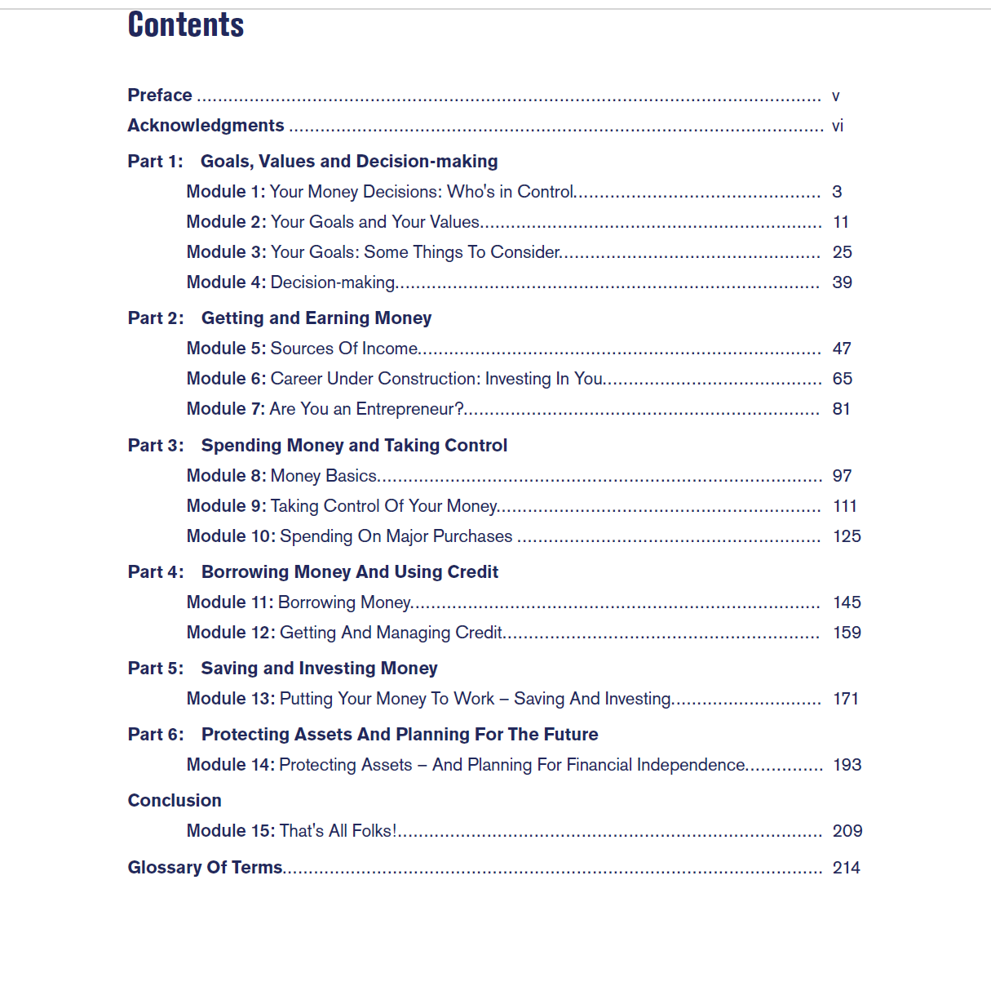 Contents
Preface ........................................................................................................................ v
Acknowledgments ...................................................................................................... vi
Part 1: Goals, Values and Decision-making
Module 1: Your Money Decisions: Who's in Control............................................... 3
Module 2: Your Goals and Your Values................................................................. 11
Module 3: Your Goals: Some Things To Consider.................................................. 25
Module 4: Decision-making................................................................................. 39
Part 2: Getting and Earning Money
Module 5: Sources Of Income............................................................................. 47
Module 6: Career Under Construction: Investing In You.......................................... 65
Module 7: Are You an Entrepreneur?.................................................................... 81
Part 3: Spending Money and Taking Control
Module 8: Money Basics..................................................................................... 97
Module 9: Taking Control Of Your Money.............................................................. 111
Module 10: Spending On Major Purchases .......................................................... 125
Part 4: Borrowing Money And Using Credit
Module 11: Borrowing Money.............................................................................. 145
Module 12: Getting And Managing Credit............................................................ 159
Part 5: Saving and Investing Money
Module 13: Putting Your Money To Work – Saving And Investing............................. 171
Part 6: Protecting Assets And Planning For The Future
Module 14: Protecting Assets – And Planning For Financial Independence............... 193
Conclusion
Module 15: That's All Folks!................................................................................. 209
Glossary Of Terms....................................................................................................... 214